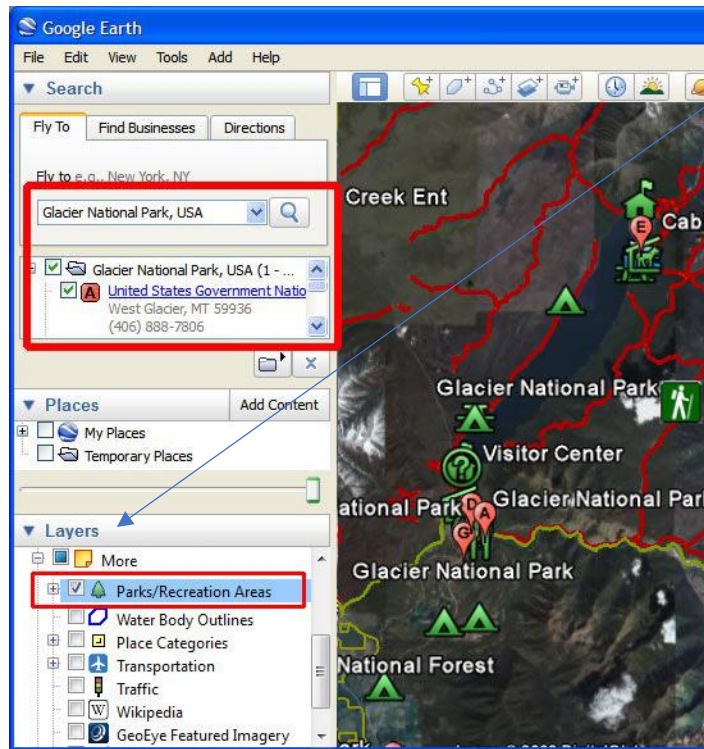 Google Earth
File Edit View Tools Add Help
Search
Fly To Find Businesses Directions
Fly to e.g., New York, NY
Glacier National Park, USA
Glacier National Park, USA (1 - ...
A United States Government Natio
West Glacier, MT 59936
(406) 888-7806
Places Add Content
My Places
Temporary Places
Layers
More
Parks/Recreation Areas
Water Body Outlines
Place Categories
Transportation
Traffic
W Wikipedia
GeoEye Featured Imagery
Creek Ent
E Cab
Glacier National Park
Visitor Center
ational Park D A Glacier National Par
G
Glacier National Park
National Forest